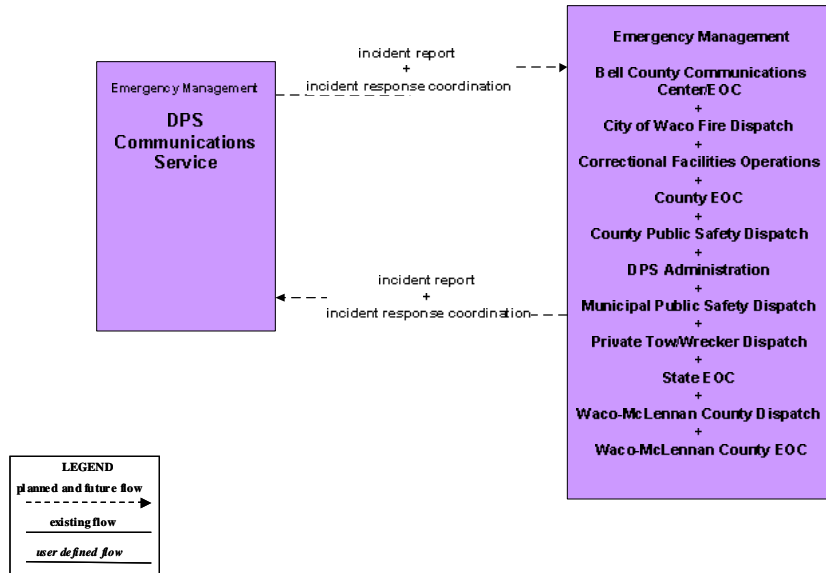 Emergency Management
DPS
Communications
Service
incident report
+
incident response coordination
incident report
+
incident response coordination
Emergency Management
Bell County Communications
Center/EOC
+
City of Waco Fire Dispatch
+
Correctional Facilities Operations
+
County EOC
+
County Public Safety Dispatch
+
DPS Administration
+
Municipal Public Safety Dispatch
+
Private Tow/Wrecker Dispatch
+
State EOC
+
Waco-McLennan County Dispatch
+
Waco-McLennan County EOC
LEGEND
planned and future flow
existing flow
user defined flow